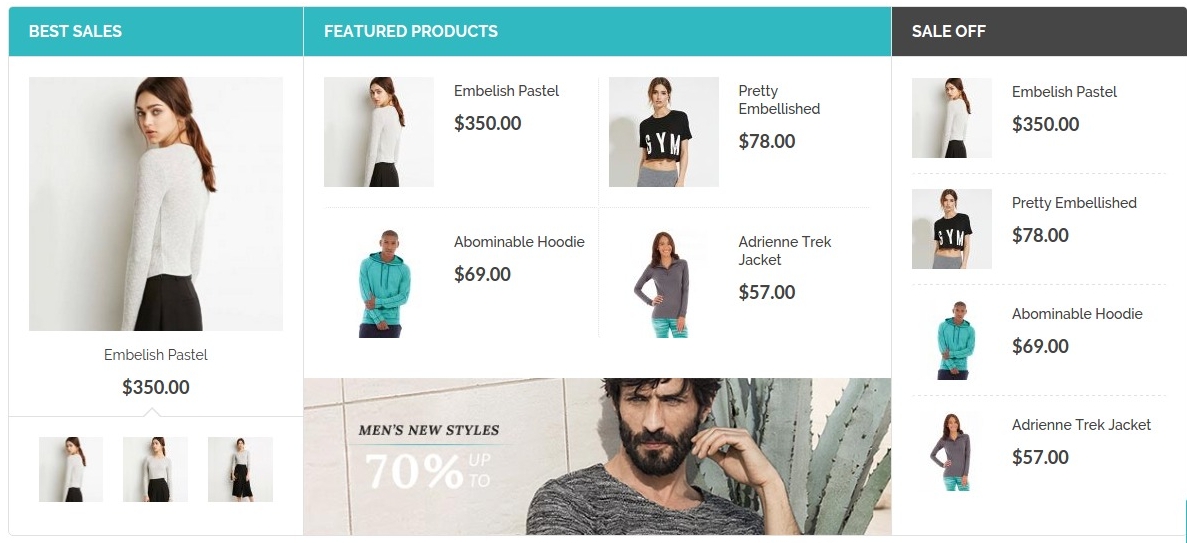 BEST SALES
Embelish Pastel
$350.00
FEATURED PRODUCTS
Embelish Pastel
$350.00
Pretty
Embellished
$78.00
GYM
Abominable Hoodie
$69.00
Adrienne Trek
Jacket
$57.00
MEN'S NEW STYLES
70% UP
TO
SALE OFF
Embelish Pastel
$350.00
Pretty Embellished
$78.00
GYM
Abominable Hoodie
$69.00
Adrienne Trek Jacket
$57.00